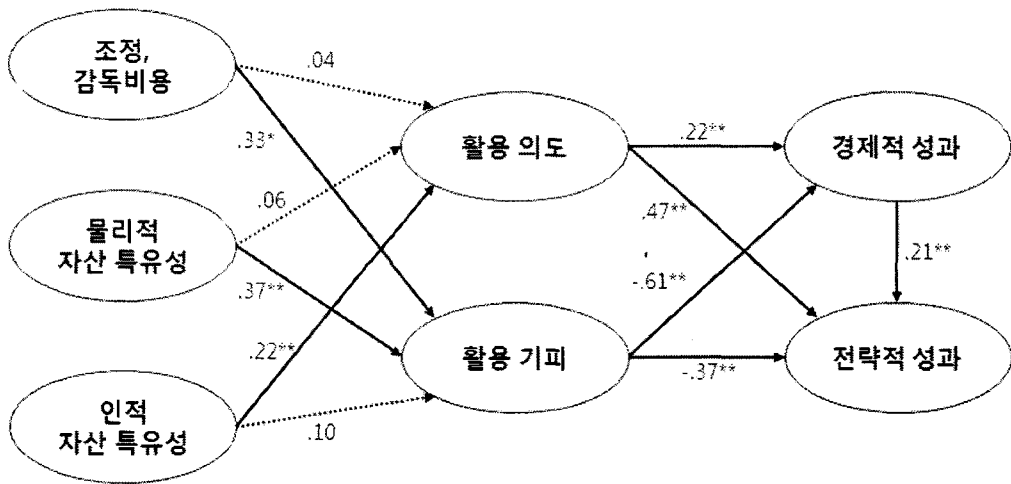 조정,
감독비용
.04
.33*
.06
활용 의도
.22**
경제적 성과
물리적
자산 특유성
.47**
.21**
.37**
-.61**
.22**
활용 기피
-.37**
전략적 성과
인적
자산 특유성
.10